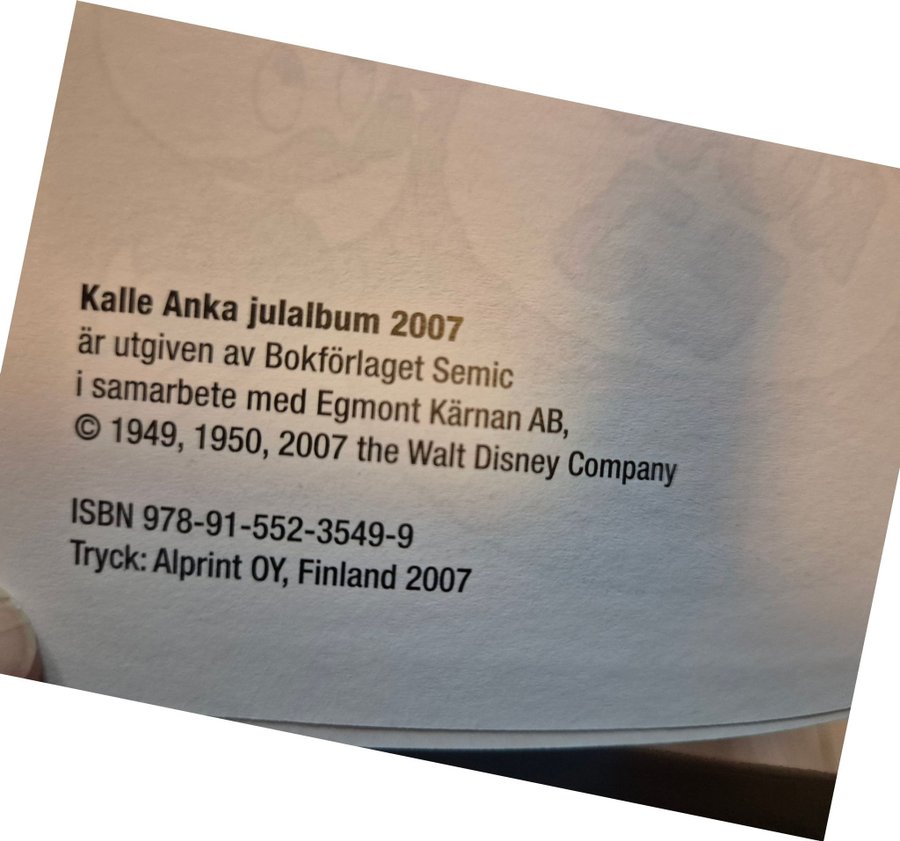 Kalle Anka julalbum 2007
är utgiven av Bokförlaget Semic
i samarbete med Egmont Kärnan AB,
© 1949, 1950, 2007 the Walt Disney Company
ISBN 978-91-552-3549-9
Tryck: Alprint OY, Finland 2007